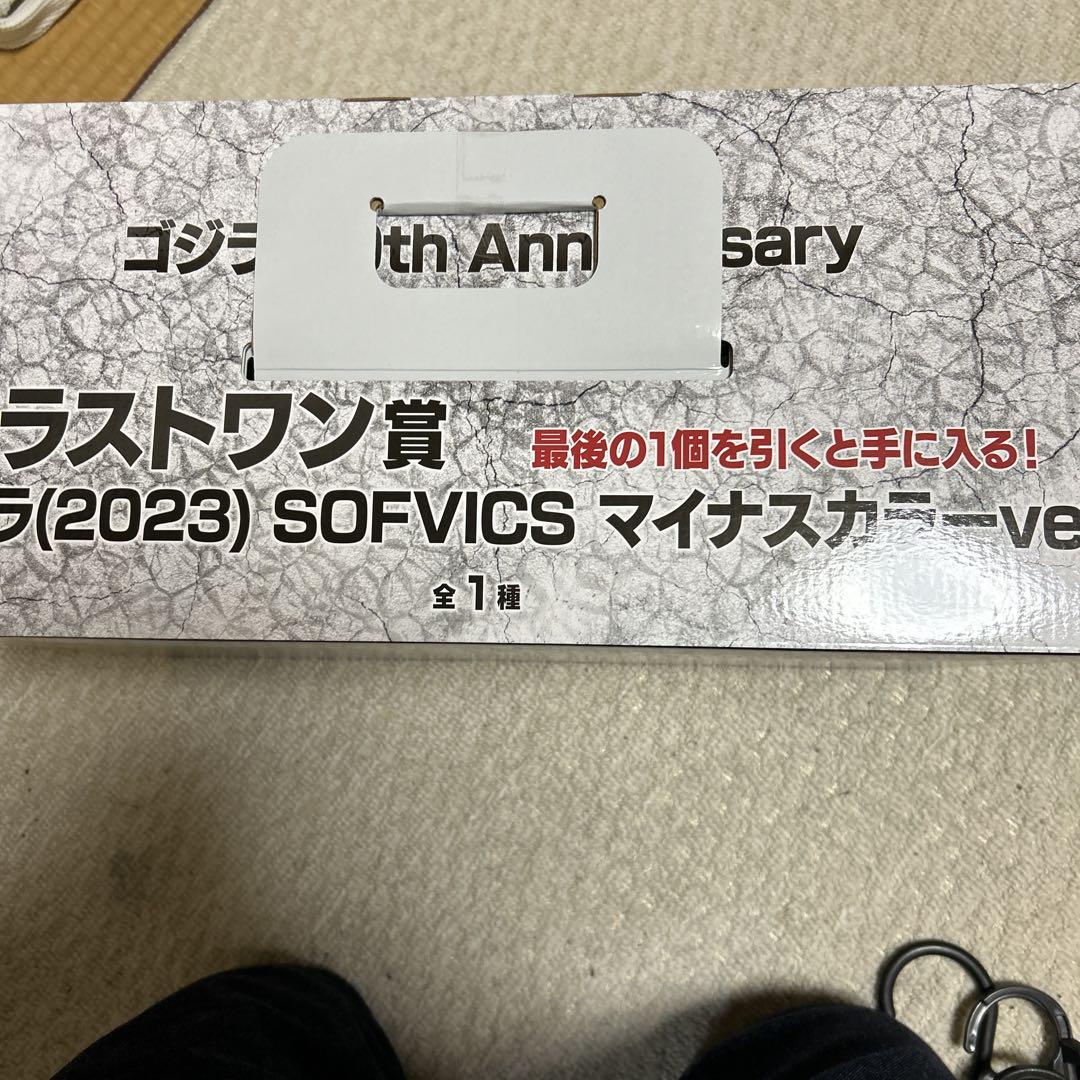 ゴジラ 0th Ann sary
ラストワン賞 最後の1個を引くと手に入る!
ラ(2023) SOFVICS マイナスカラーve
全1種